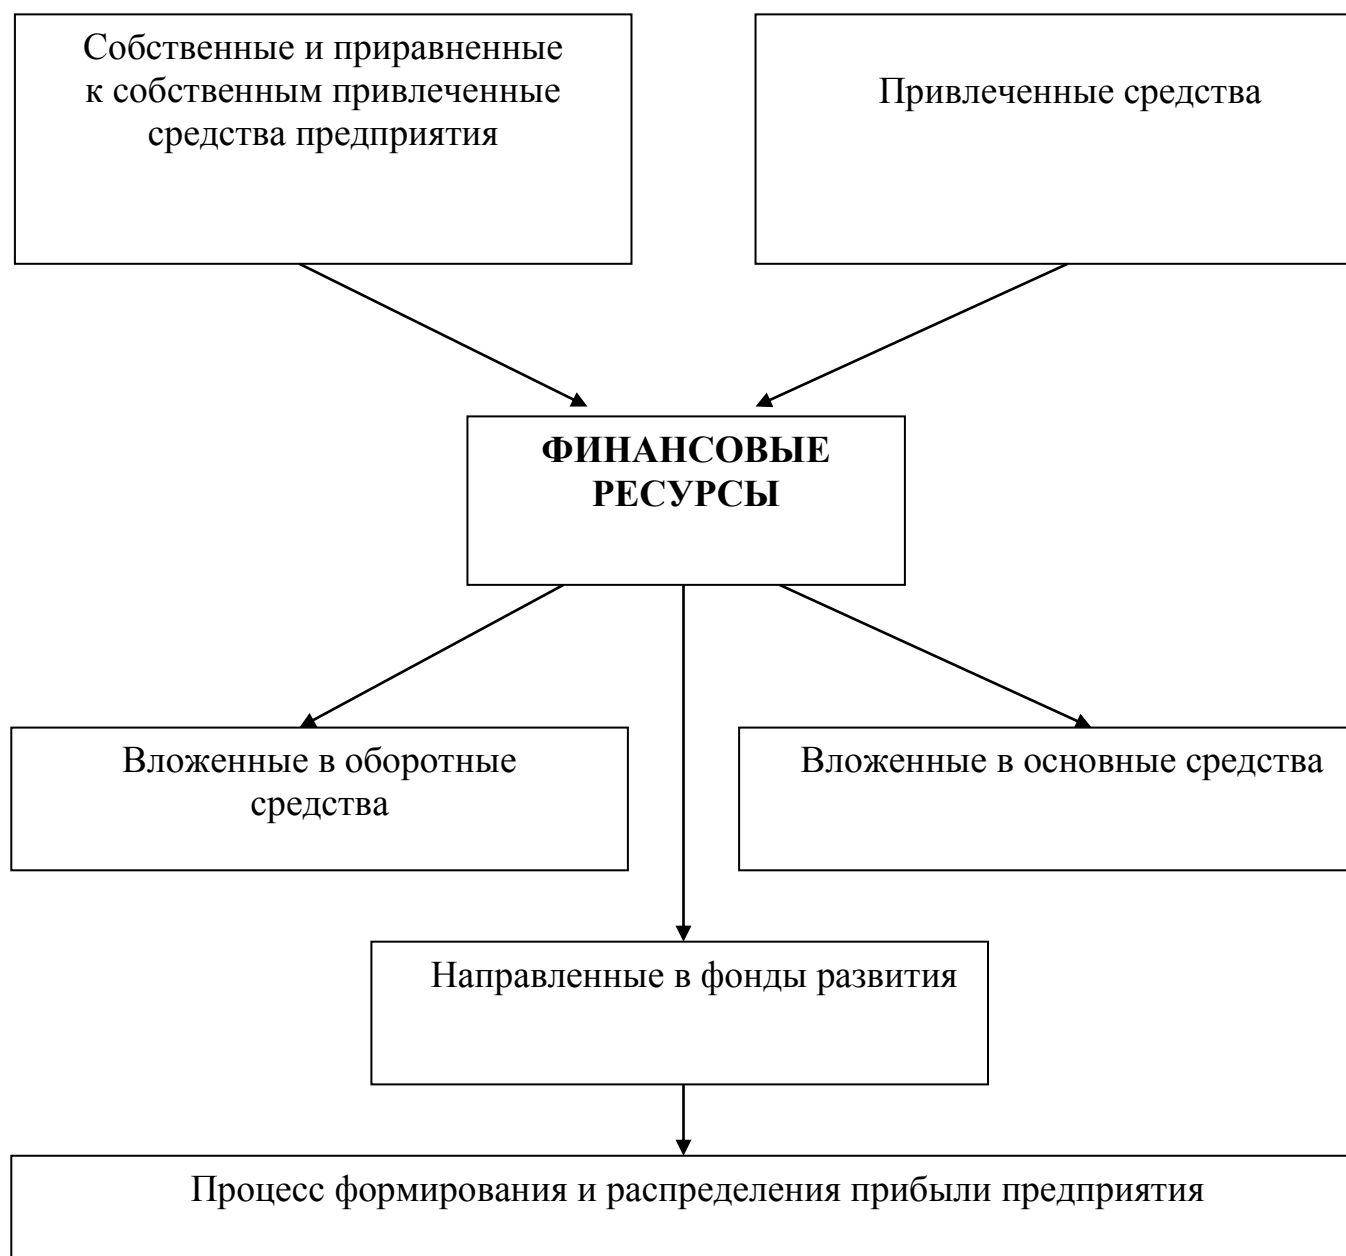 Собственные и приравненные
к собственным привлеченные
средства предприятия
Привлеченные средства
ФИНАНСОВЫЕ
РЕСУРСЫ
Вложенные в оборотные
средства
Вложенные в основные средства
Направленные в фонды развития
Процесс формирования и распределения прибыли предприятия